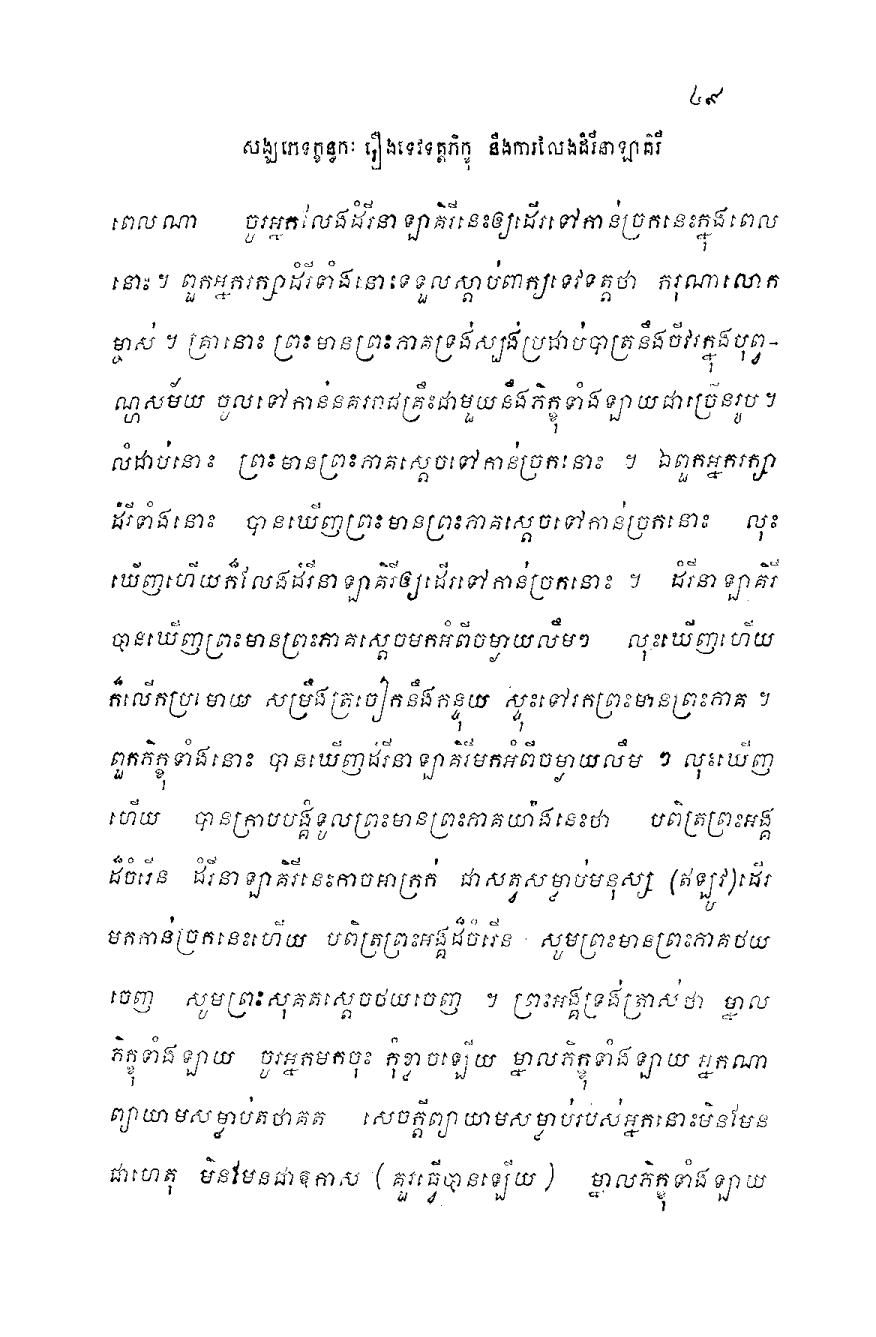 ៤៩
សង្ឃភេទក្ខន្ធកៈ រឿងទេវទត្តភិក្ខុ នឹងការលែងដំរីនាឡាគិរី
ពេលណា ចូរអ្នកលែងដំរីនាឡាគិរីនេះឲ្យដើរទៅកាន់ច្រកនេះក្នុងពេល
នោះ។ ពួកអ្នករក្សាដំរីទាំងនោះទទួលស្តាប់ពាក្យទេវទត្តថា ករុណាលោក
ម្ចាស់ ។ គ្រានោះ ព្រះមានព្រះភាគទ្រង់ស្បង់ប្រដាប់បាត្រនឹងចីវរក្នុងបុព្វ-
ណ្ហសម័យ ចូលទៅកាន់នគររាជគ្រឹះជាមួយនឹងភិក្ខុទាំងឡាយជាច្រើនរូប។
លំដាប់នោះ ព្រះមានព្រះភាគស្តេចទៅកាន់ច្រកនោះ ។ ឯពួកអ្នករក្សា
ដំរីទាំងនោះ បានឃើញព្រះមានព្រះភាគស្តេចទៅកាន់ច្រកនោះ លុះ
ឃើញហើយក៏លែងដំរីនាឡាគិរីឲ្យដើរទៅកាន់ច្រកនោះ ។ ដំរីនាឡាគិរី
បានឃើញព្រះមានព្រះភាគស្តេចមកអំពីចម្ងាយលឹមៗ លុះឃើញហើយ
ក៏លើកប្រមោយ សម្រឹងត្រចៀកនឹងកន្ទុយ ស្ទុះទៅរកព្រះមានព្រះភាគ ។
ពួកភិក្ខុទាំងនោះ បានឃើញដំរីនាឡាគិរីមកអំពីចម្ងាយលឹម ៗ លុះឃើញ
ហើយ បានក្រាបបង្គំទូលព្រះមានព្រះភាគយ៉ាងនេះថា បពិត្រព្រះអង្គ
ដ៏ចំរើន ដំរីនាឡាគិរីនេះកាចអាក្រក់ ជាសត្វសម្លាប់មនុស្ស (ឥឡូវ)ដើរ
មកកាន់ច្រកនេះហើយ បពិត្រព្រះអង្គដ៏ចំរើន សូមព្រះមានព្រះភាគថយ
ចេញ សូមព្រះសុគតស្តេចថយចេញ ។ ព្រះអង្គទ្រង់ត្រាស់ថា ម្នាល
ភិក្ខុទាំងឡាយ ចូរអ្នកមកចុះ កុំខ្លាចឡើយ ម្នាលភិក្ខុទាំងឡាយ អ្នកណា
ព្យាយាមសម្លាប់តថាគត សេចក្តីព្យាយាមសម្លាប់របស់អ្នកនោះមិនមែន
ជាហេតុ មិនមែនជាឱកាស (គួរធ្វើបានឡើយ) ម្នាលភិក្ខុទាំងឡាយ